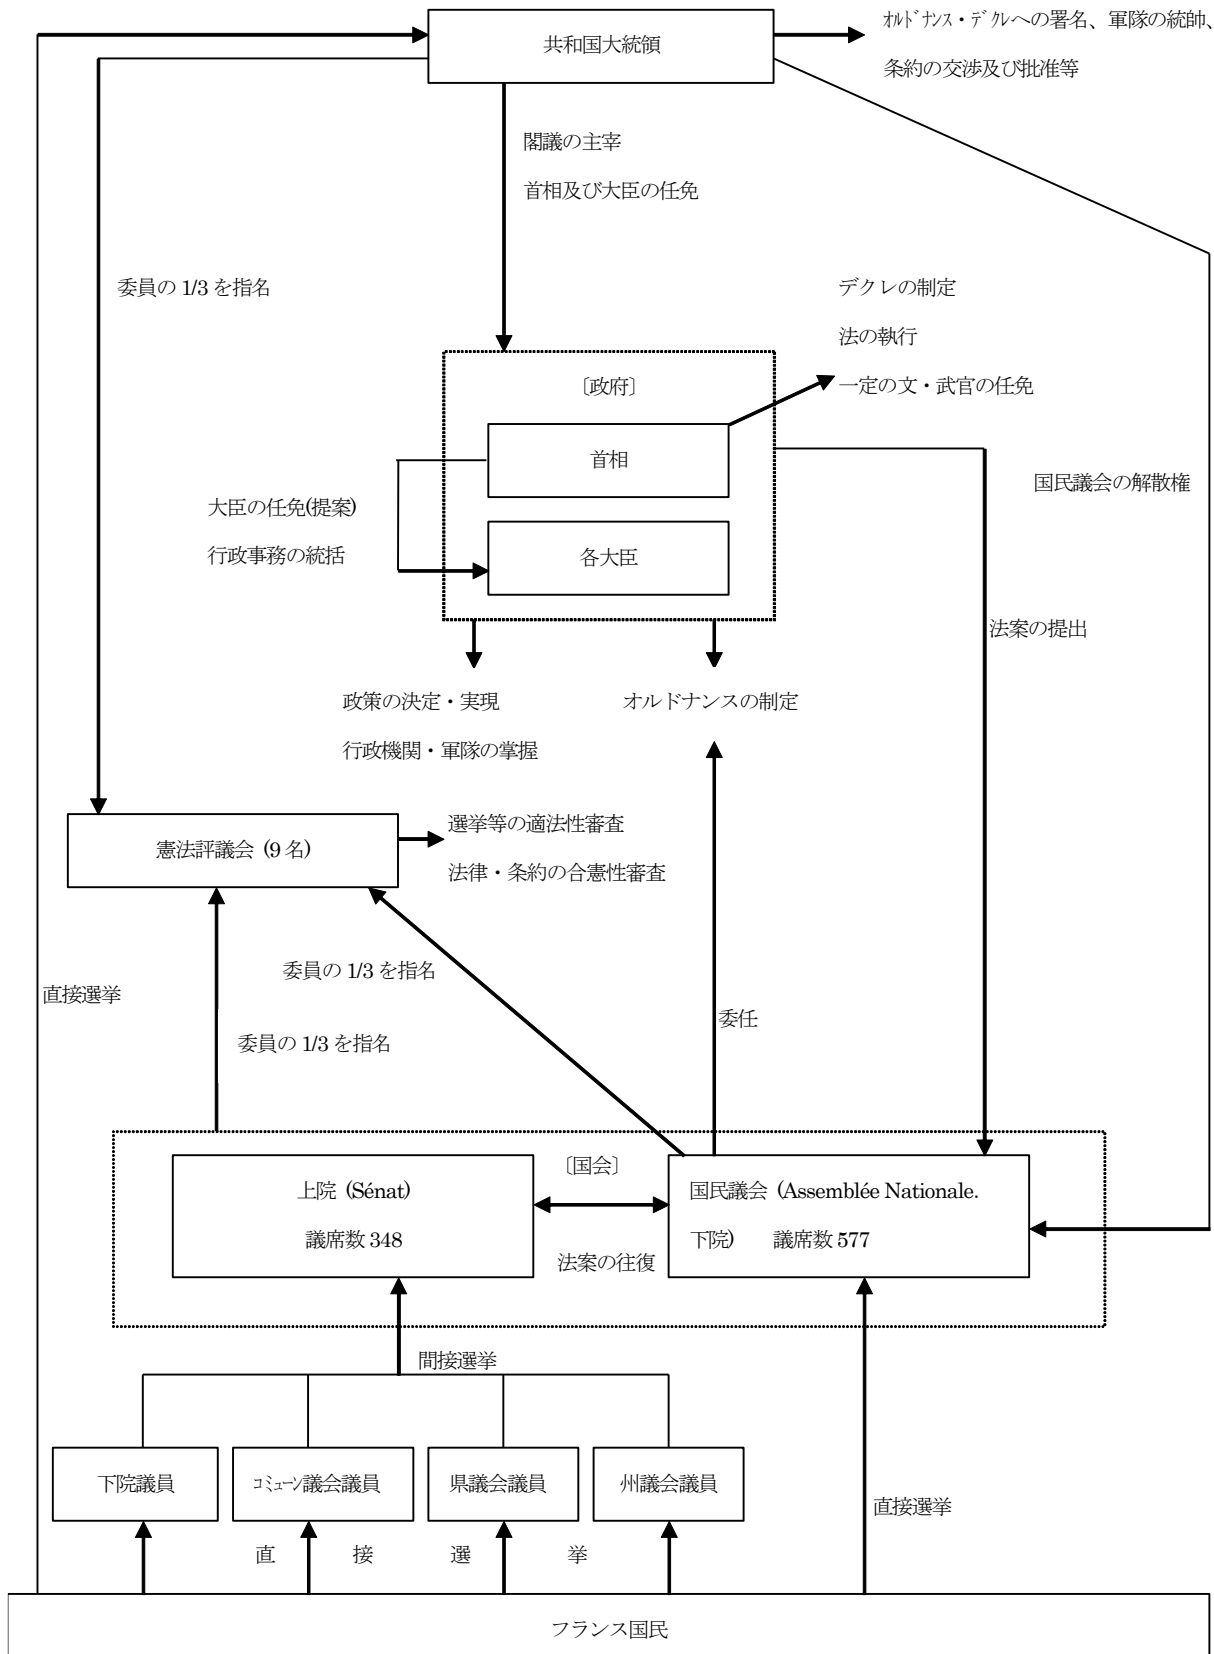 共和国大統領
オルドナンス・デクレへの署名、軍隊の統帥、
条約の交渉及び批准等
閣議の主宰
首相及び大臣の任免
委員の 1/3 を指名
デクレの制定
法の執行
一定の文・武官の任免
〔政府〕
首相
国民議会の解散権
大臣の任免(提案)
行政事務の統括
各大臣
法案の提出
政策の決定・実現
オルドナンスの制定
行政機関・軍隊の掌握
憲法評議会 (9 名)
選挙等の適法性審査
法律・条約の合憲性審査
委員の 1/3 を指名
直接選挙
委任
委員の 1/3 を指名
〔国会〕
上院 (Sénat)
議席数 348
国民議会 (Assemblée Nationale.
下院) 議席数 577
法案の往復
間接選挙
下院議員
コミューン議会議員
県議会議員
州議会議員
直接選挙
直 接 選 挙
フランス国民